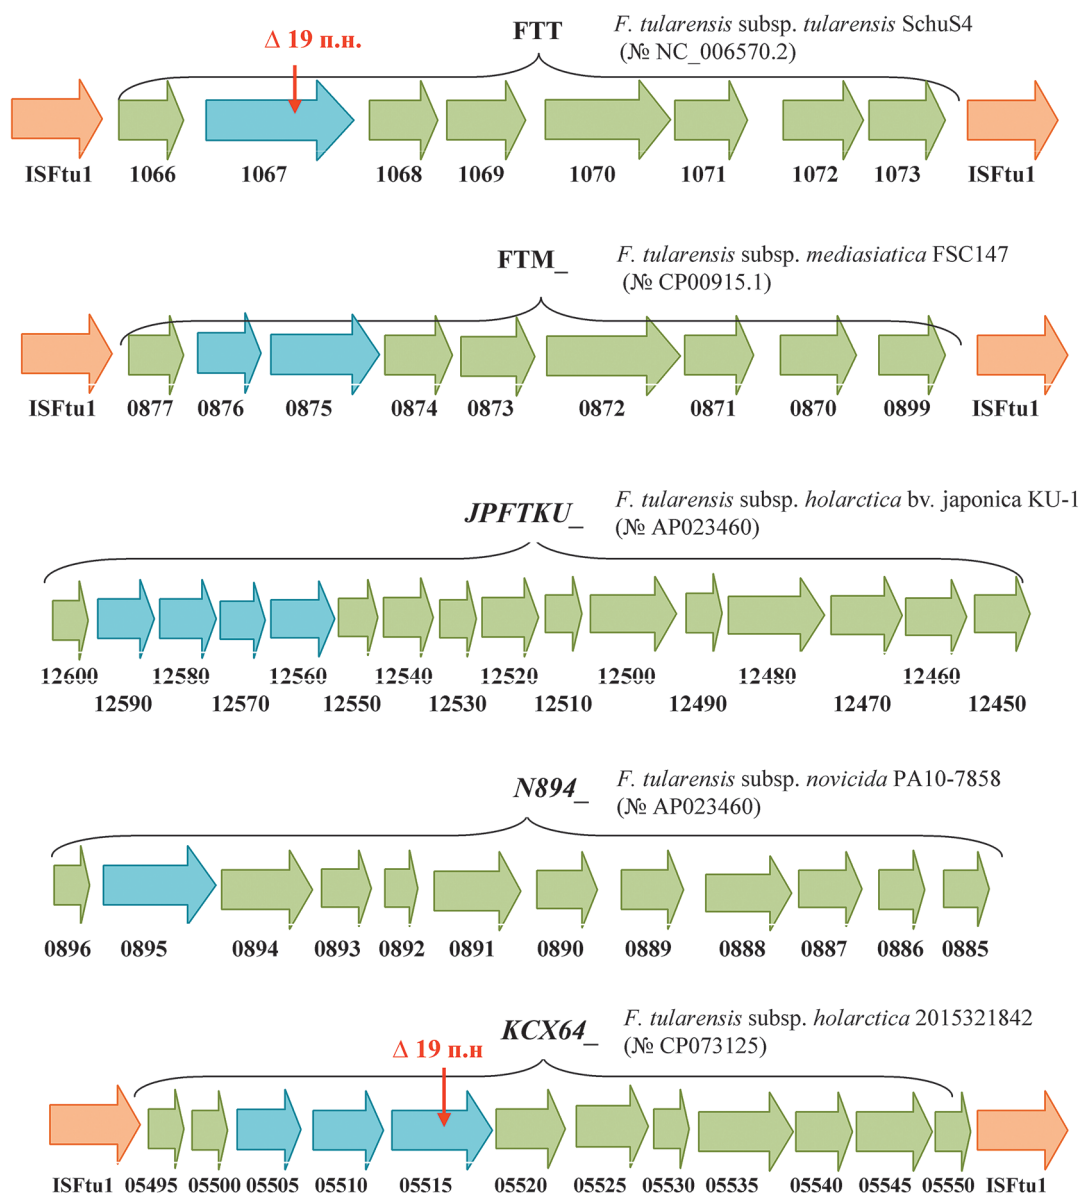 FTT
F. tularensis subsp. tularensis SchuS4
(№ NC_006570.2)
Δ 19 п.н.
ISFtu1 1066 1067 1068 1069 1070 1071 1072 1073 ISFtu1
FTM_
F. tularensis subsp. mediasiatica FSC147
(№ CP00915.1)
ISFtu1 0877 0876 0875 0874 0873 0872 0871 0870 0899 ISFtu1
JPFTKU_
F. tularensis subsp. holarctica bv. japonica KU-1
(№ AP023460)
12600 12580 12560 12540 12520 12500 12480 12460
12590 12570 12550 12530 12510 12490 12470 12450
N894_
F. tularensis subsp. novicida PA10-7858
(№ AP023460)
0896 0895 0894 0893 0892 0891 0890 0889 0888 0887 0886 0885
KCX64_
F. tularensis subsp. holarctica 2015321842
(№ CP073125)
Δ 19 п.н
ISFtu1 05495 05500 05505 05510 05515 05520 05525 05530 05535 05540 05545 05550 ISFtu1